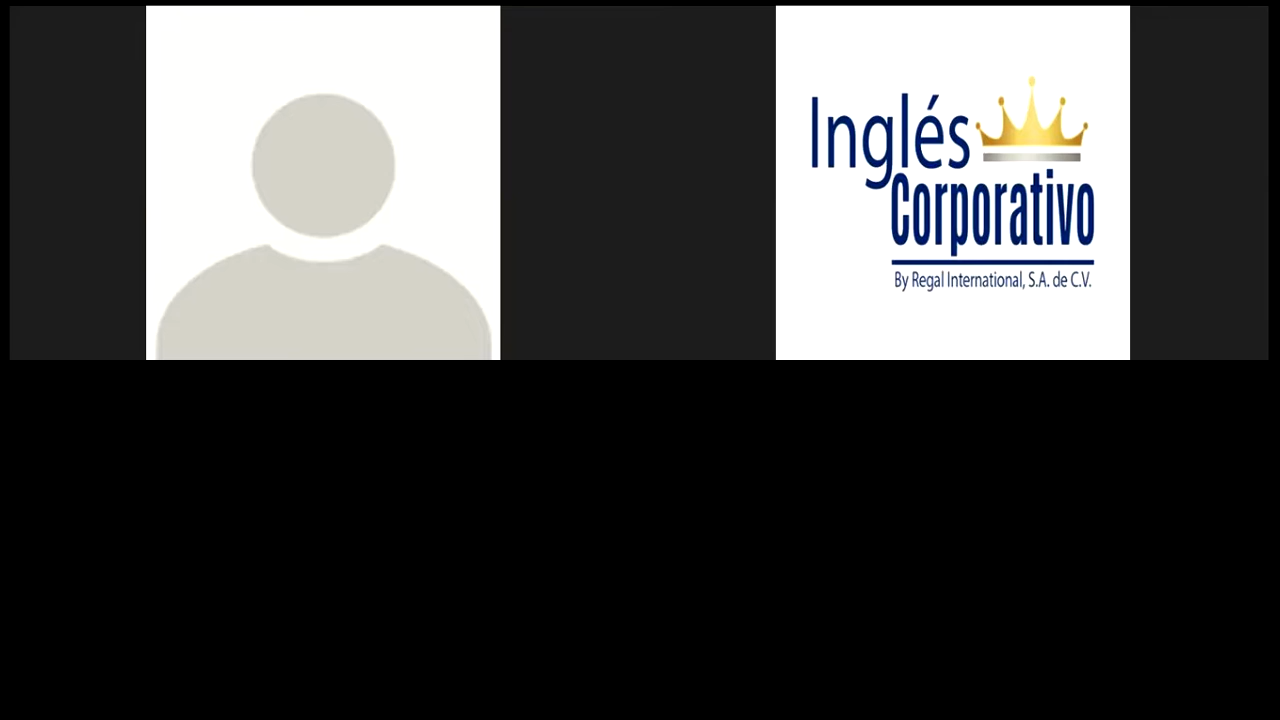 Inglés
Corporativo
By Regal International, S.A. de C.V.